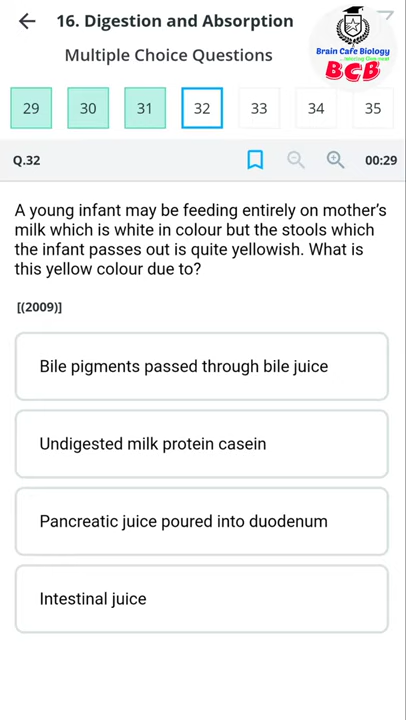 16. Digestion and Absorption
Multiple Choice Questions
Brain Cafe Biology
BCB
29 30 31 32 33 34 35
Q.32 00:29
A young infant may be feeding entirely on mother's
milk which is white in colour but the stools which
the infant passes out is quite yellowish. What is
this yellow colour due to?
[(2009)]
Bile pigments passed through bile juice
Undigested milk protein casein
Pancreatic juice poured into duodenum
Intestinal juice